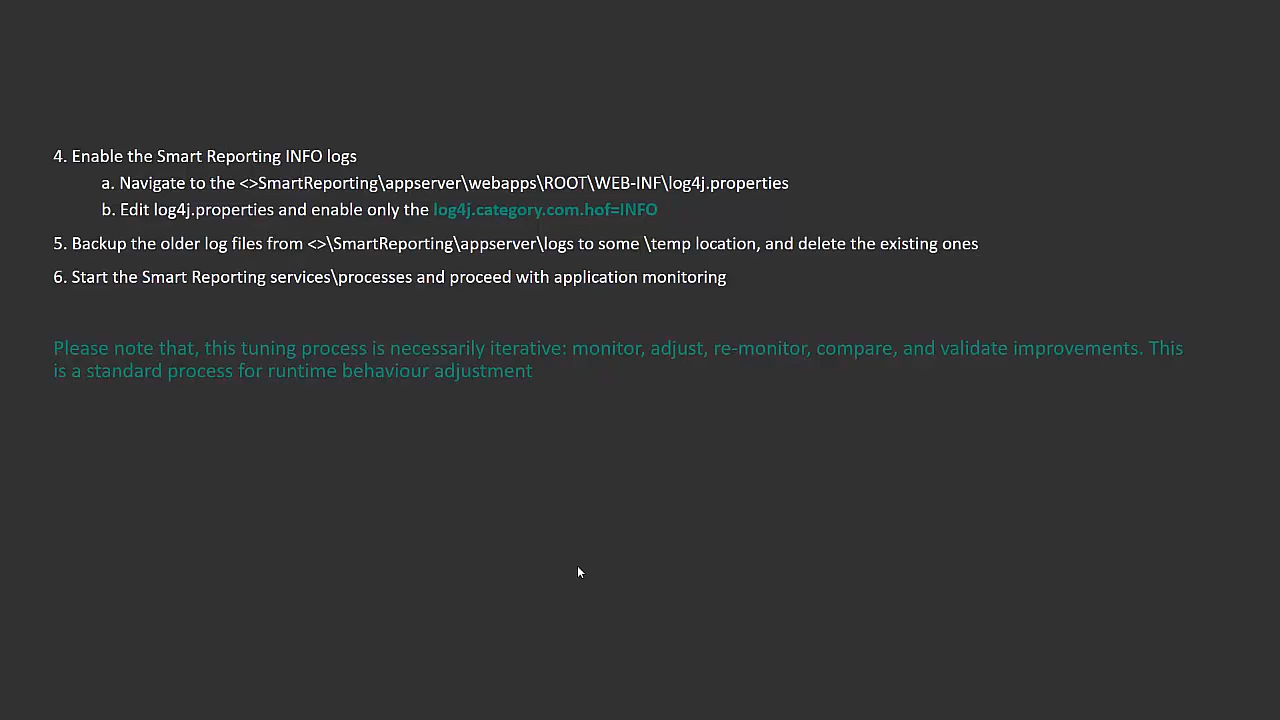 4. Enable the Smart Reporting INFO logs
a. Navigate to the <>SmartReporting\appserver\webapps\ROOT\WEB-INF\log4j.properties
b. Edit log4j.properties and enable only the log4j.category.com.hof=INFO
5. Backup the older log files from <>\SmartReporting\appserver\logs to some \temp location, and delete the existing ones
6. Start the Smart Reporting services\processes and proceed with application monitoring
Please note that, this tuning process is necessarily iterative: monitor, adjust, re-monitor, compare, and validate improvements. This
is a standard process for runtime behaviour adjustment